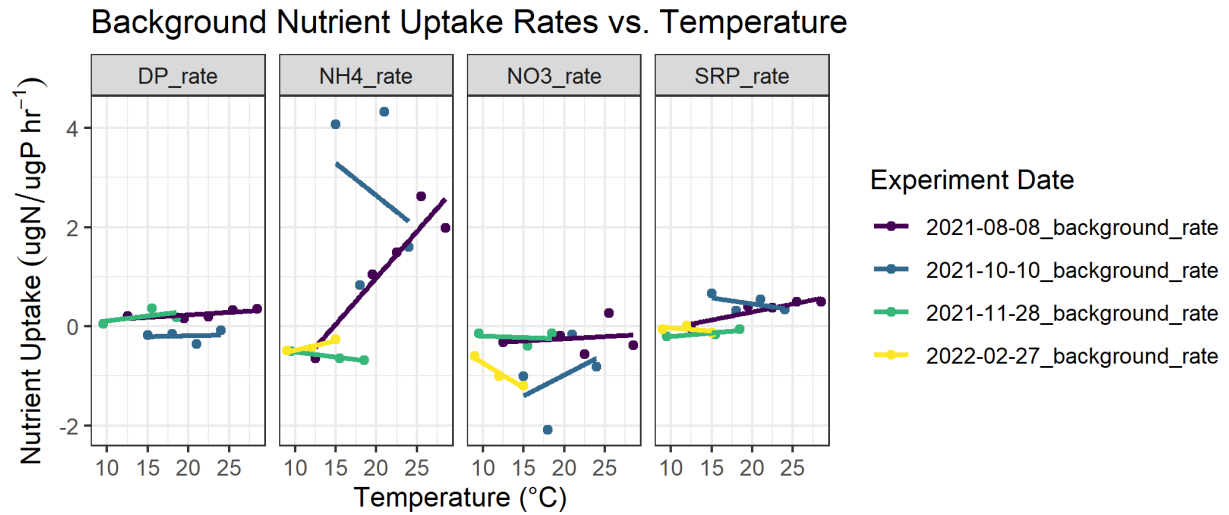 Background Nutrient Uptake Rates vs. Temperature
DP_rate NH4_rate NO3_rate SRP_rate
Nutrient Uptake (ugN/ugP hr⁻¹)
4
2
0
-2
10 15 20 25 10 15 20 25 10 15 20 25 10 15 20 25
Temperature (°C)
Experiment Date
2021-08-08_background_rate
2021-10-10_background_rate
2021-11-28_background_rate
2022-02-27_background_rate